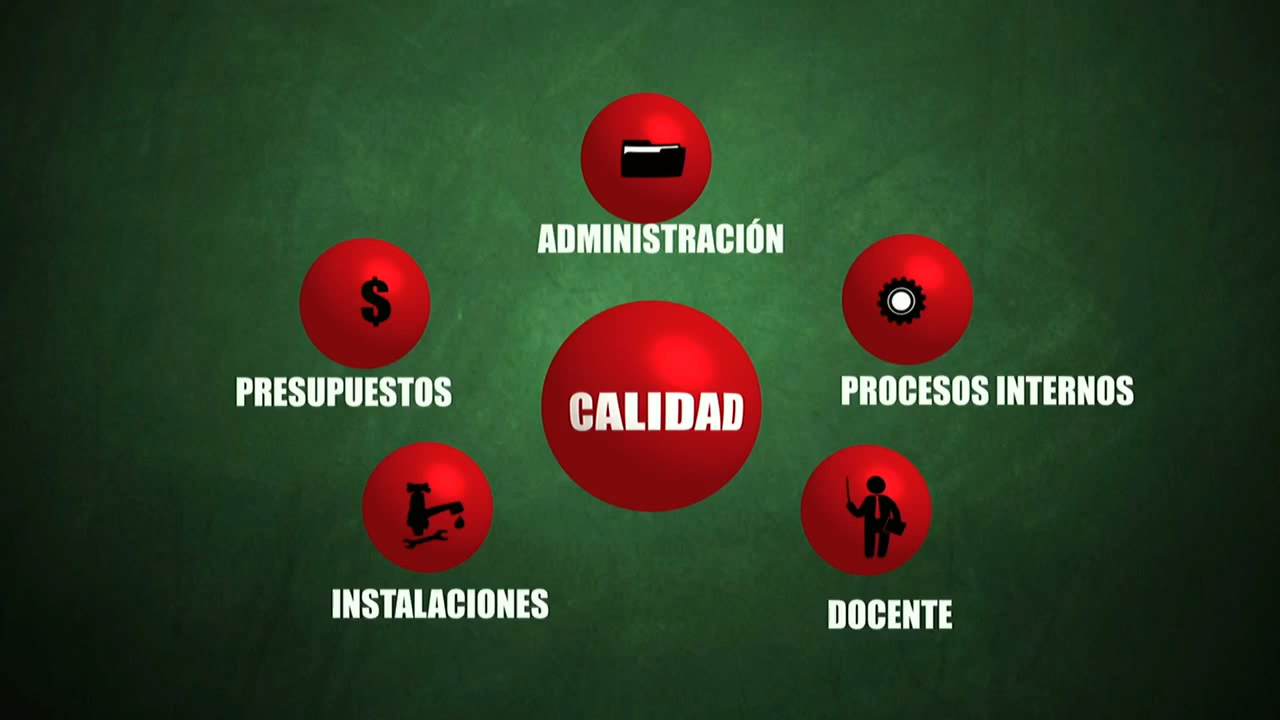 ADMINISTRACIÓN
$
PRESUPUESTOS
PROCESOS INTERNOS
CALIDAD
INSTALACIONES
DOCENTE